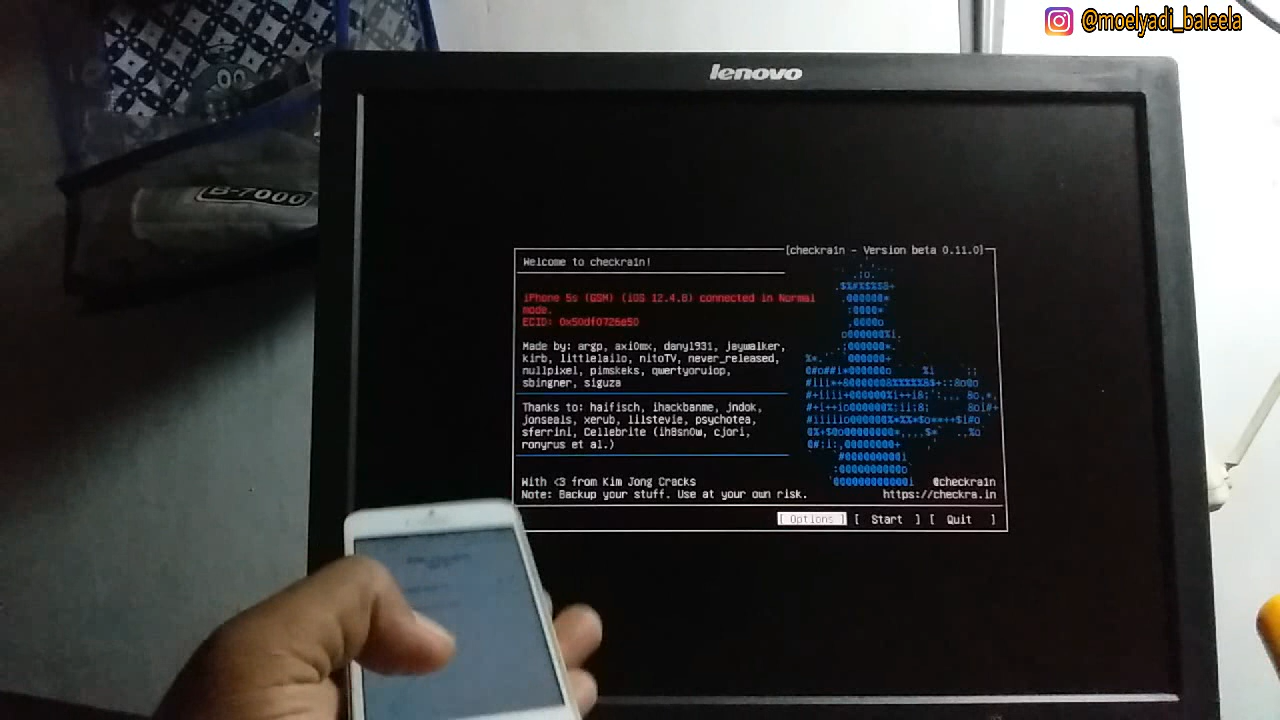 @moelyadi_baleela
lenovo
B-7000
[checkra1n - Version beta 0.11.0]
Welcome to checkra1n!
iPhone 5s (GSM) (iOS 12.4.8) connected in Normal
mode.
ECID: 0x50df0726e50
Made by: argp, axi0mx, danyl931, jaywalker,
kirb, littlelailo, nitoTV, never_released,
nullpixel, pimskeks, qwertyoruiop,
sbingner, siguza
Thanks to: haifisch, ihackbanme, jndok,
jonseals, xerub, lilstevie, psychotea,
sferrini, Cellebrite (ih8sn0w, cjori,
ronyrus et al.)
With <3 from Kim Jong Cracks
@checkra1n
Note: Backup your stuff. Use at your own risk.
https://checkra.in
[ Options ] [ Start ] [ Quit ]